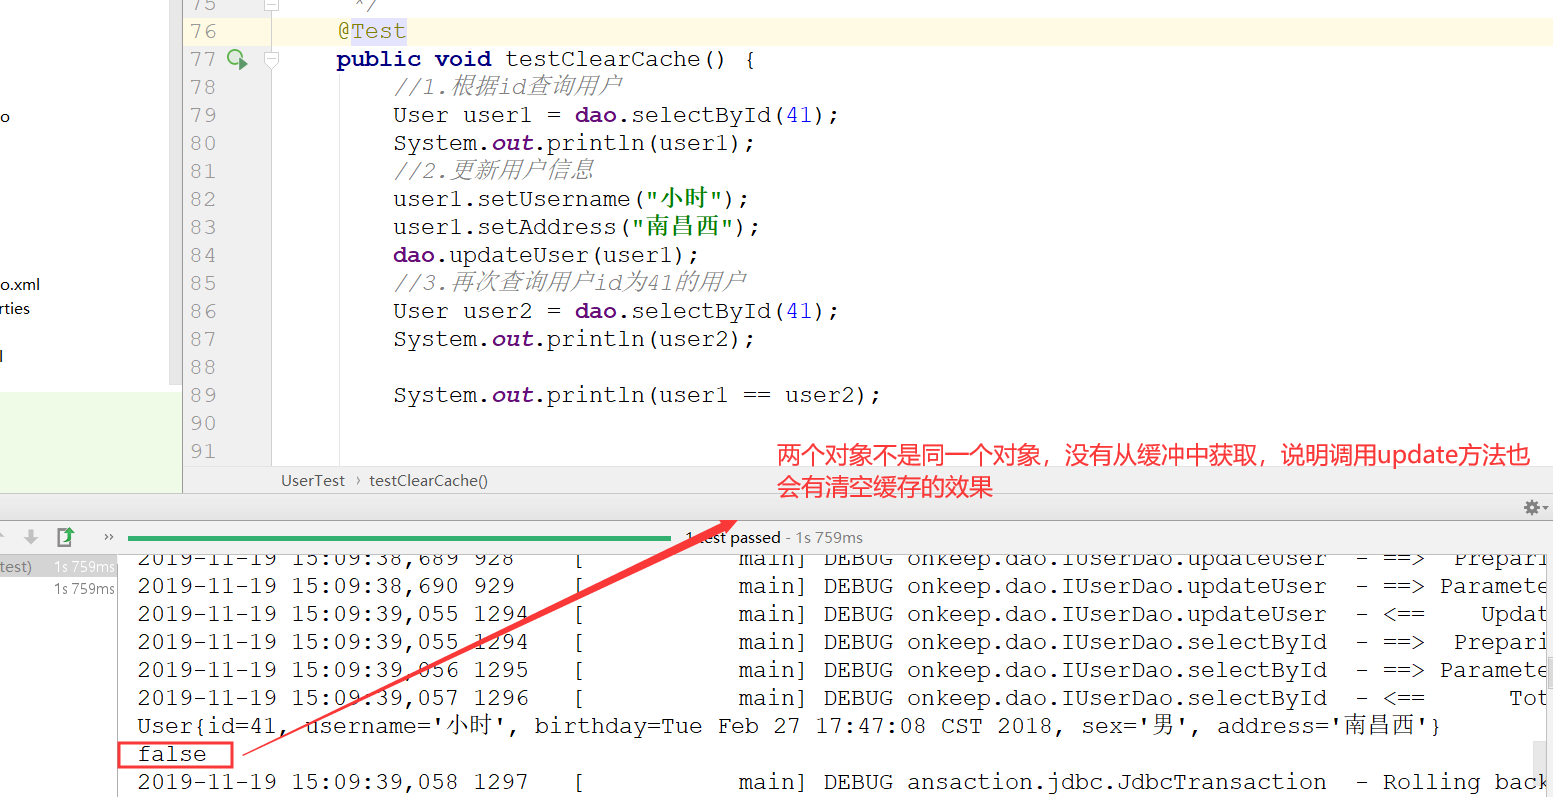 75 */
76 @Test
77 public void testClearCache() {
78 //1.根据id查询用户
79 User user1 = dao.selectById(41);
80 System.out.println(user1);
81 //2.更新用户信息
82 user1.setUsername("小时");
83 user1.setAddress("南昌西");
84 dao.updateUser(user1);
85 //3.再次查询用户id为41的用户
86 User user2 = dao.selectById(41);
87 System.out.println(user2);
88
89 System.out.println(user1 == user2);
90
91
o
o.xml
rties
l
两个对象不是同一个对象，没有从缓冲中获取，说明调用update方法也
会有清空缓存的效果
UserTest › testClearCache()
» 1 test passed - 1s 759ms
test) 1s 759ms
1s 759ms
2019-11-19 15:09:38,689 928 [ main] DEBUG onkeep.dao.IUserDao.updateUser - ==> Prepari
2019-11-19 15:09:38,690 929 [ main] DEBUG onkeep.dao.IUserDao.updateUser - ==> Paramete
2019-11-19 15:09:39,055 1294 [ main] DEBUG onkeep.dao.IUserDao.updateUser - <== Updat
2019-11-19 15:09:39,055 1294 [ main] DEBUG onkeep.dao.IUserDao.selectById - ==> Prepari
2019-11-19 15:09:39,056 1295 [ main] DEBUG onkeep.dao.IUserDao.selectById - ==> Paramete
2019-11-19 15:09:39,057 1296 [ main] DEBUG onkeep.dao.IUserDao.selectById - <== Tot
User{id=41, username='小时', birthday=Tue Feb 27 17:47:08 CST 2018, sex='男', address='南昌西'}
false
2019-11-19 15:09:39,058 1297 [ main] DEBUG ansaction.jdbc.JdbcTransaction - Rolling back